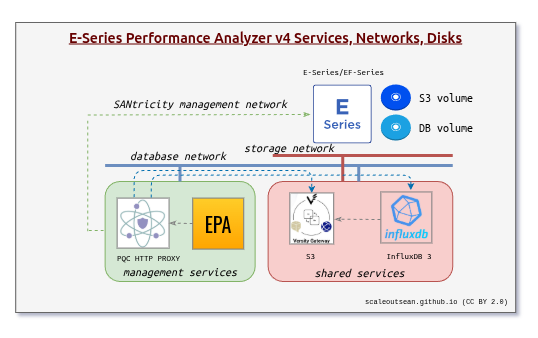 E-Series Performance Analyzer v4 Services, Networks, Disks
E-Series/EF-Series
SANtricity management network
E
Series
S3 volume
DB volume
storage network
database network
EPA
Versity Gateway
influxdb
PQC HTTP PROXY
S3
InfluxDB 3
management services
shared services
scaleoutsean.github.io (CC BY 2.0)